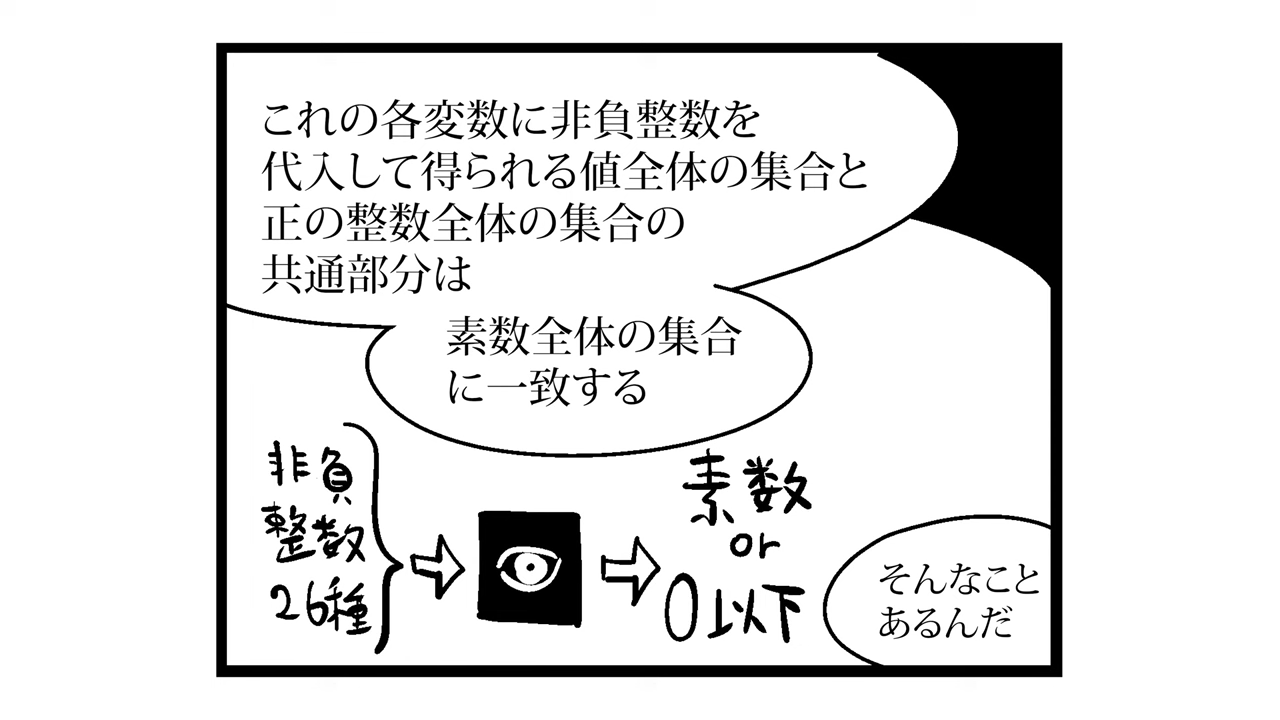 これの各変数に非負整数を
代入して得られる値全体の集合と
正の整数全体の集合の
共通部分は
素数全体の集合
に一致する
非負
整数
26種
素数
or
0以下
そんなこと
あるんだ